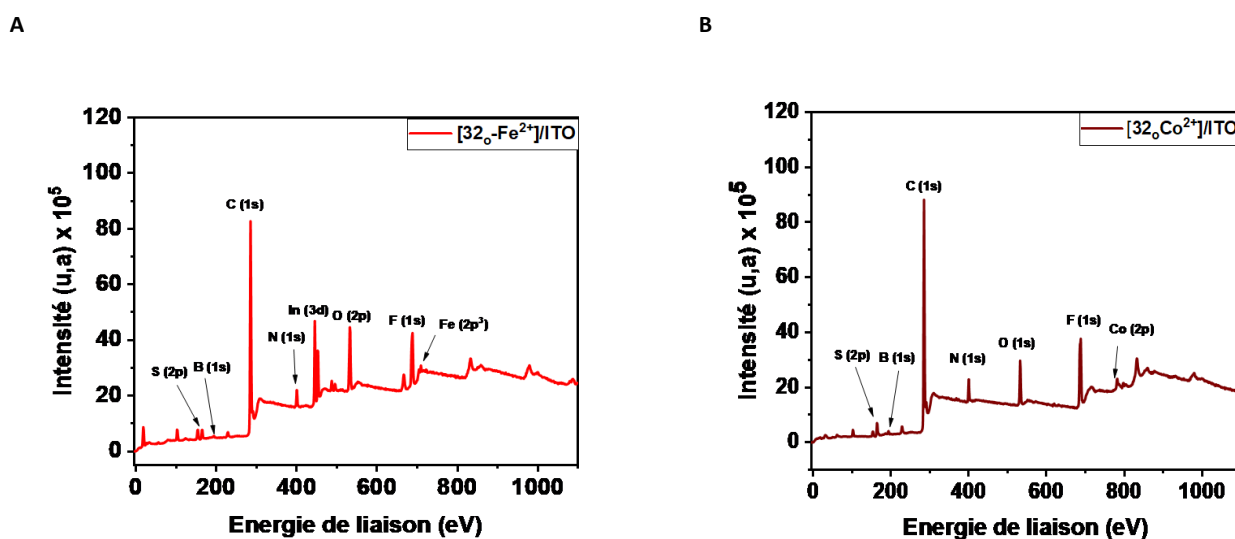 A
B
[32ₒ-Fe²⁺]/ITO
120
100
80
60
40
20
0
Intensité (u,a) x 10⁵
C (1s)
In (3d)
O (2p)
N (1s)
F (1s)
Fe (2p³)
S (2p)
B (1s)
0 200 400 600 800 1000
Energie de liaison (eV)
[32ₒCo²⁺]/ITO
120
100
80
60
40
20
0
Intensité (u,a) x 10⁵
C (1s)
F (1s)
Co (2p)
O (1s)
S (2p)
B (1s)
N (1s)
0 200 400 600 800 1000
Energie de liaison (eV)